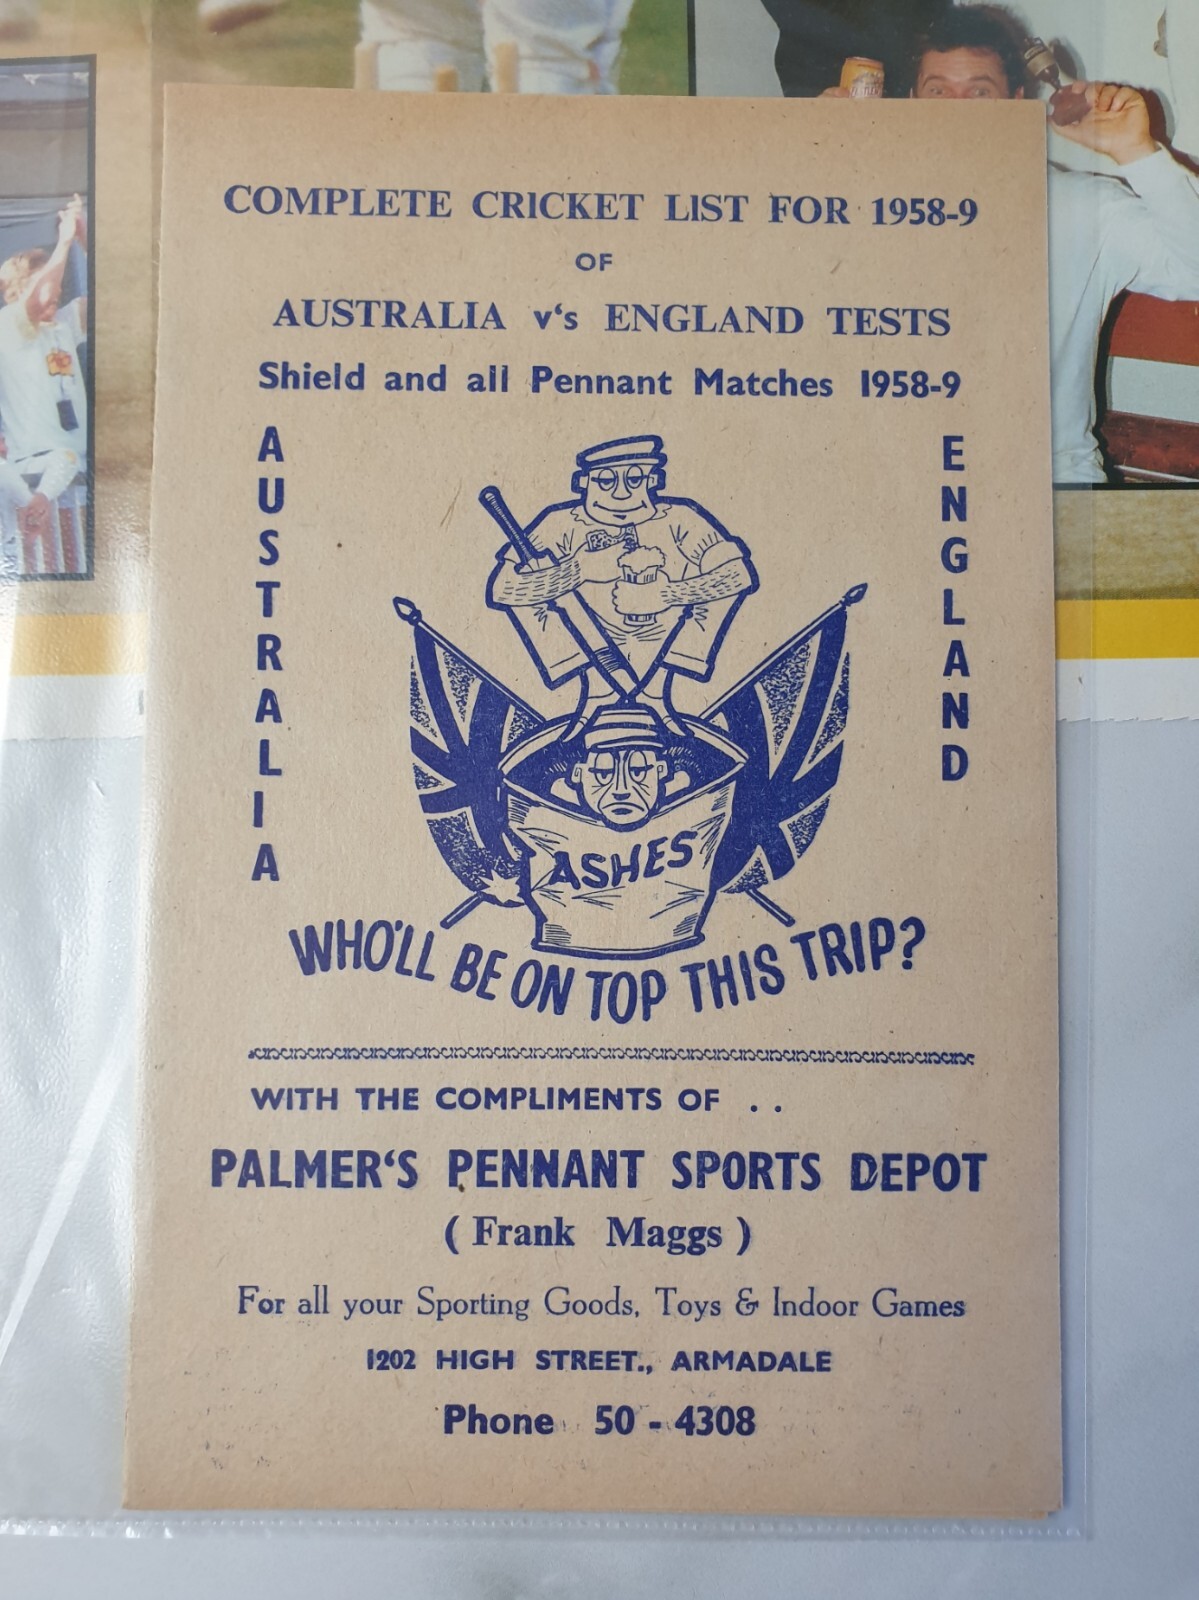 COMPLETE CRICKET LIST FOR 1958-9
OF
AUSTRALIA v's ENGLAND TESTS
Shield and all Pennant Matches 1958-9
AUSTRALIA
ENGLAND
ASHES
WHO'LL BE ON TOP THIS TRIP?
WITH THE COMPLIMENTS OF . .
PALMER'S PENNANT SPORTS DEPOT
( Frank Maggs )
For all your Sporting Goods, Toys & Indoor Games
1202 HIGH STREET., ARMADALE
Phone 50 - 4308